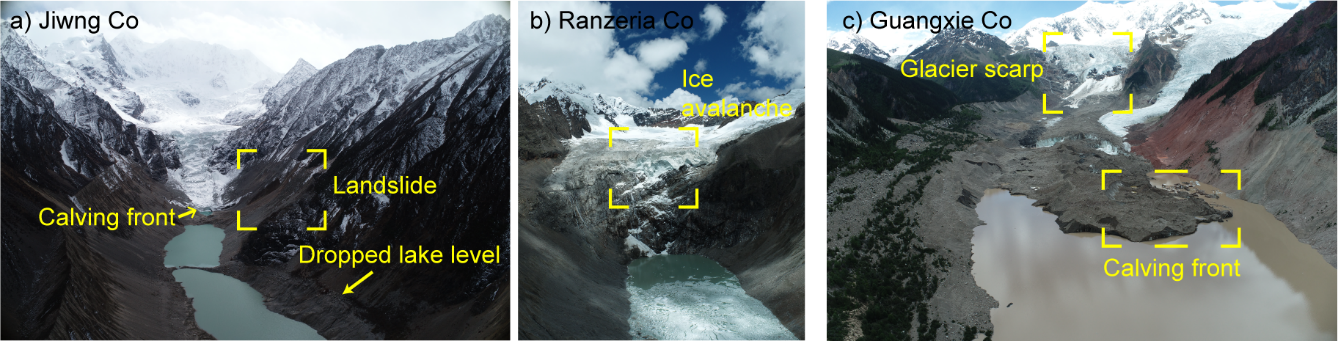 a) Jiwng Co
Landslide
Calving front
Dropped lake level
b) Ranzeria Co
Ice
avalanche
c) Guangxie Co
Glacier scarp
Calving front